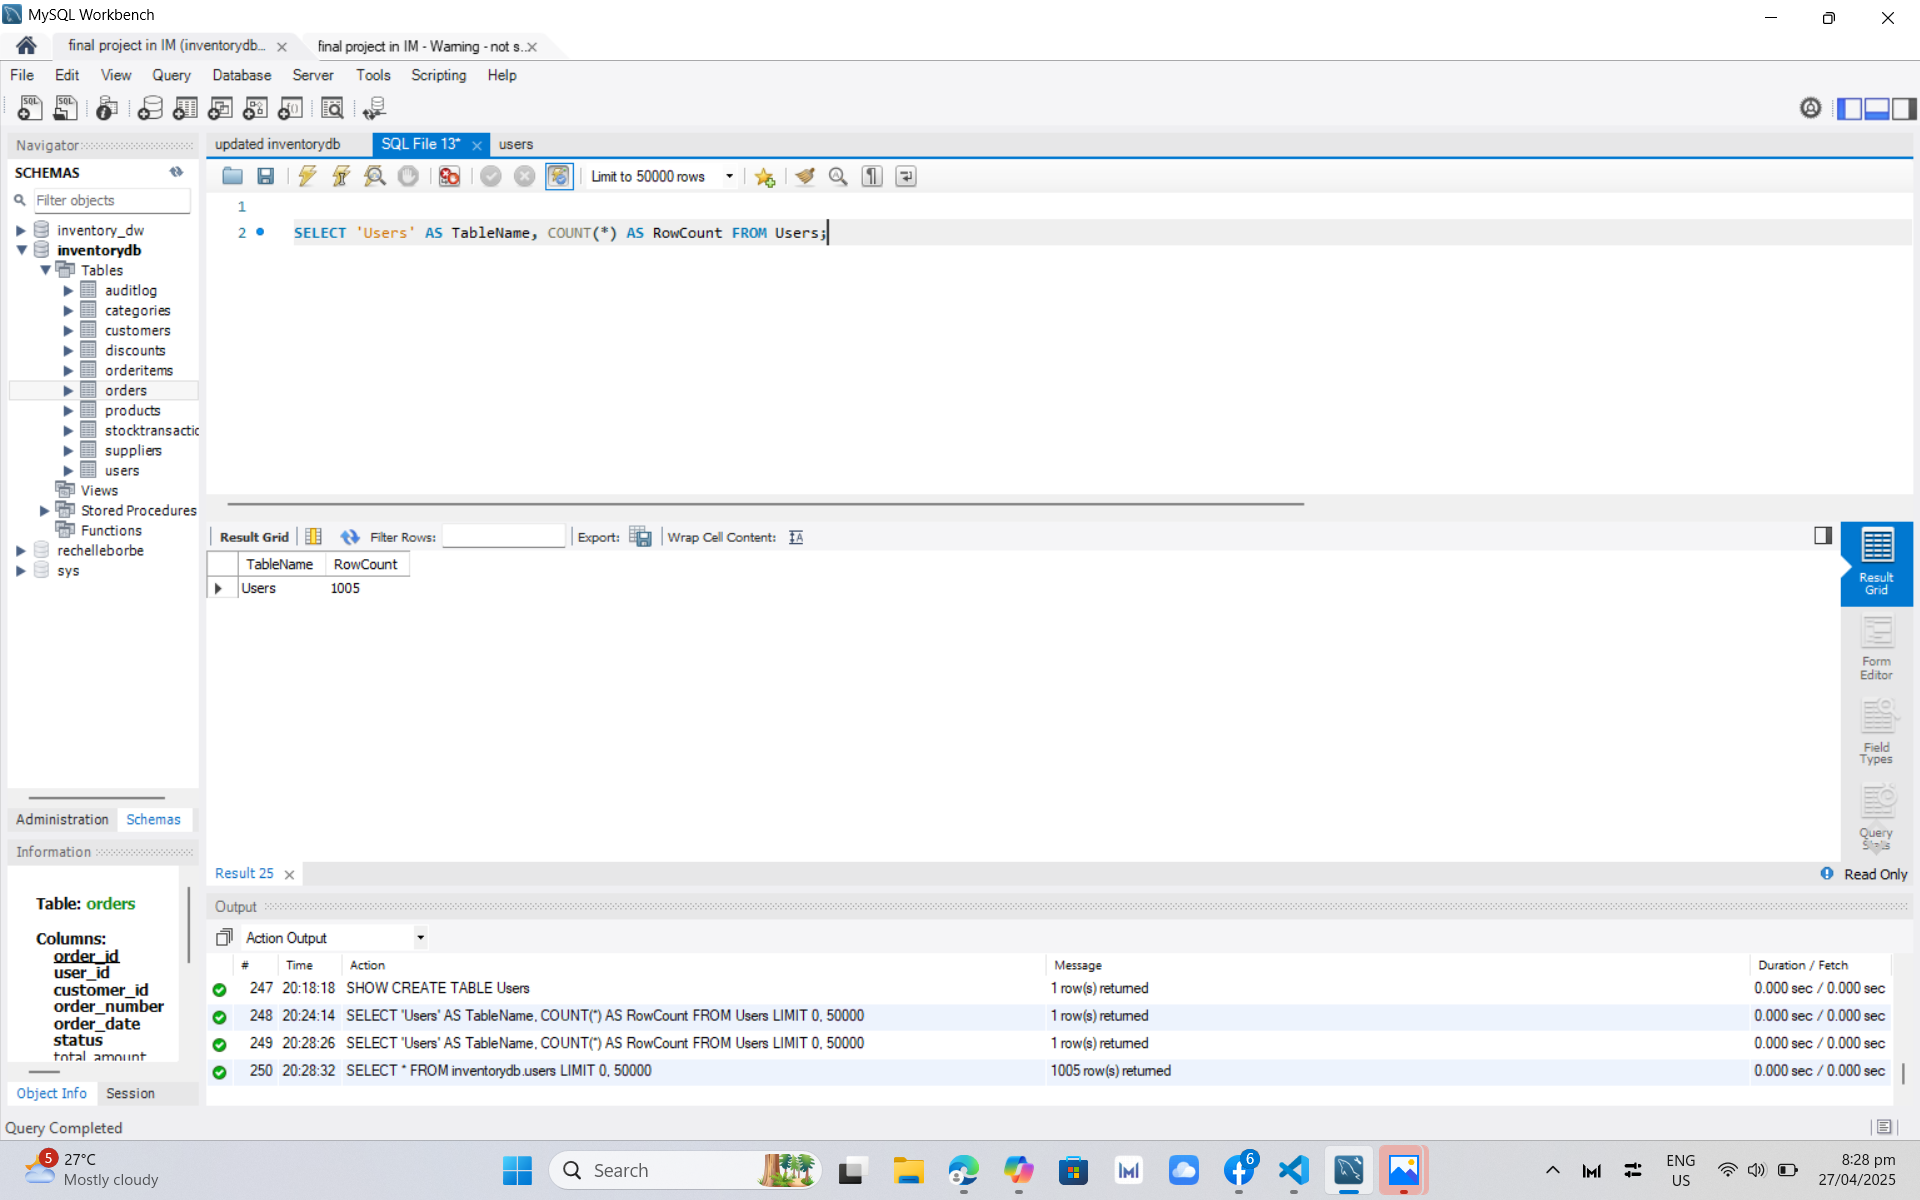 MySQL Workbench
final project in IM (inventorydb...
final project in IM - Warning - not s...
File Edit View Query Database Server Tools Scripting Help
Navigator
SCHEMAS
Filter objects
inventory_dw
inventorydb
Tables
auditlog
categories
customers
discounts
orderitems
orders
products
stocktransactic
suppliers
users
Views
Stored Procedures
Functions
rechelleborbe
sys
Administration Schemas
Information
Table: orders
Columns:
order_id
user_id
customer_id
order_number
order_date
status
total_amount
Object Info Session
Query Completed
updated inventorydb SQL File 13* users
Limit to 50000 rows
1
2 SELECT 'Users' AS TableName, COUNT(*) AS RowCount FROM Users;
Result Grid Filter Rows: Export: Wrap Cell Content:
TableName RowCount
Users 1005
Result Grid
Form Editor
Field Types
Query Stats
Result 25
Read Only
Output
Action Output
# Time Action Message Duration / Fetch
247 20:18:18 SHOW CREATE TABLE Users 1 row(s) returned 0.000 sec / 0.000 sec
248 20:24:14 SELECT 'Users' AS TableName, COUNT(*) AS RowCount FROM Users LIMIT 0, 50000 1 row(s) returned 0.000 sec / 0.000 sec
249 20:28:26 SELECT 'Users' AS TableName, COUNT(*) AS RowCount FROM Users LIMIT 0, 50000 1 row(s) returned 0.000 sec / 0.000 sec
250 20:28:32 SELECT * FROM inventorydb.users LIMIT 0, 50000 1005 row(s) returned 0.000 sec / 0.000 sec
5
27°C
Mostly cloudy
Search
6
ENG
US
8:28 pm
27/04/2025